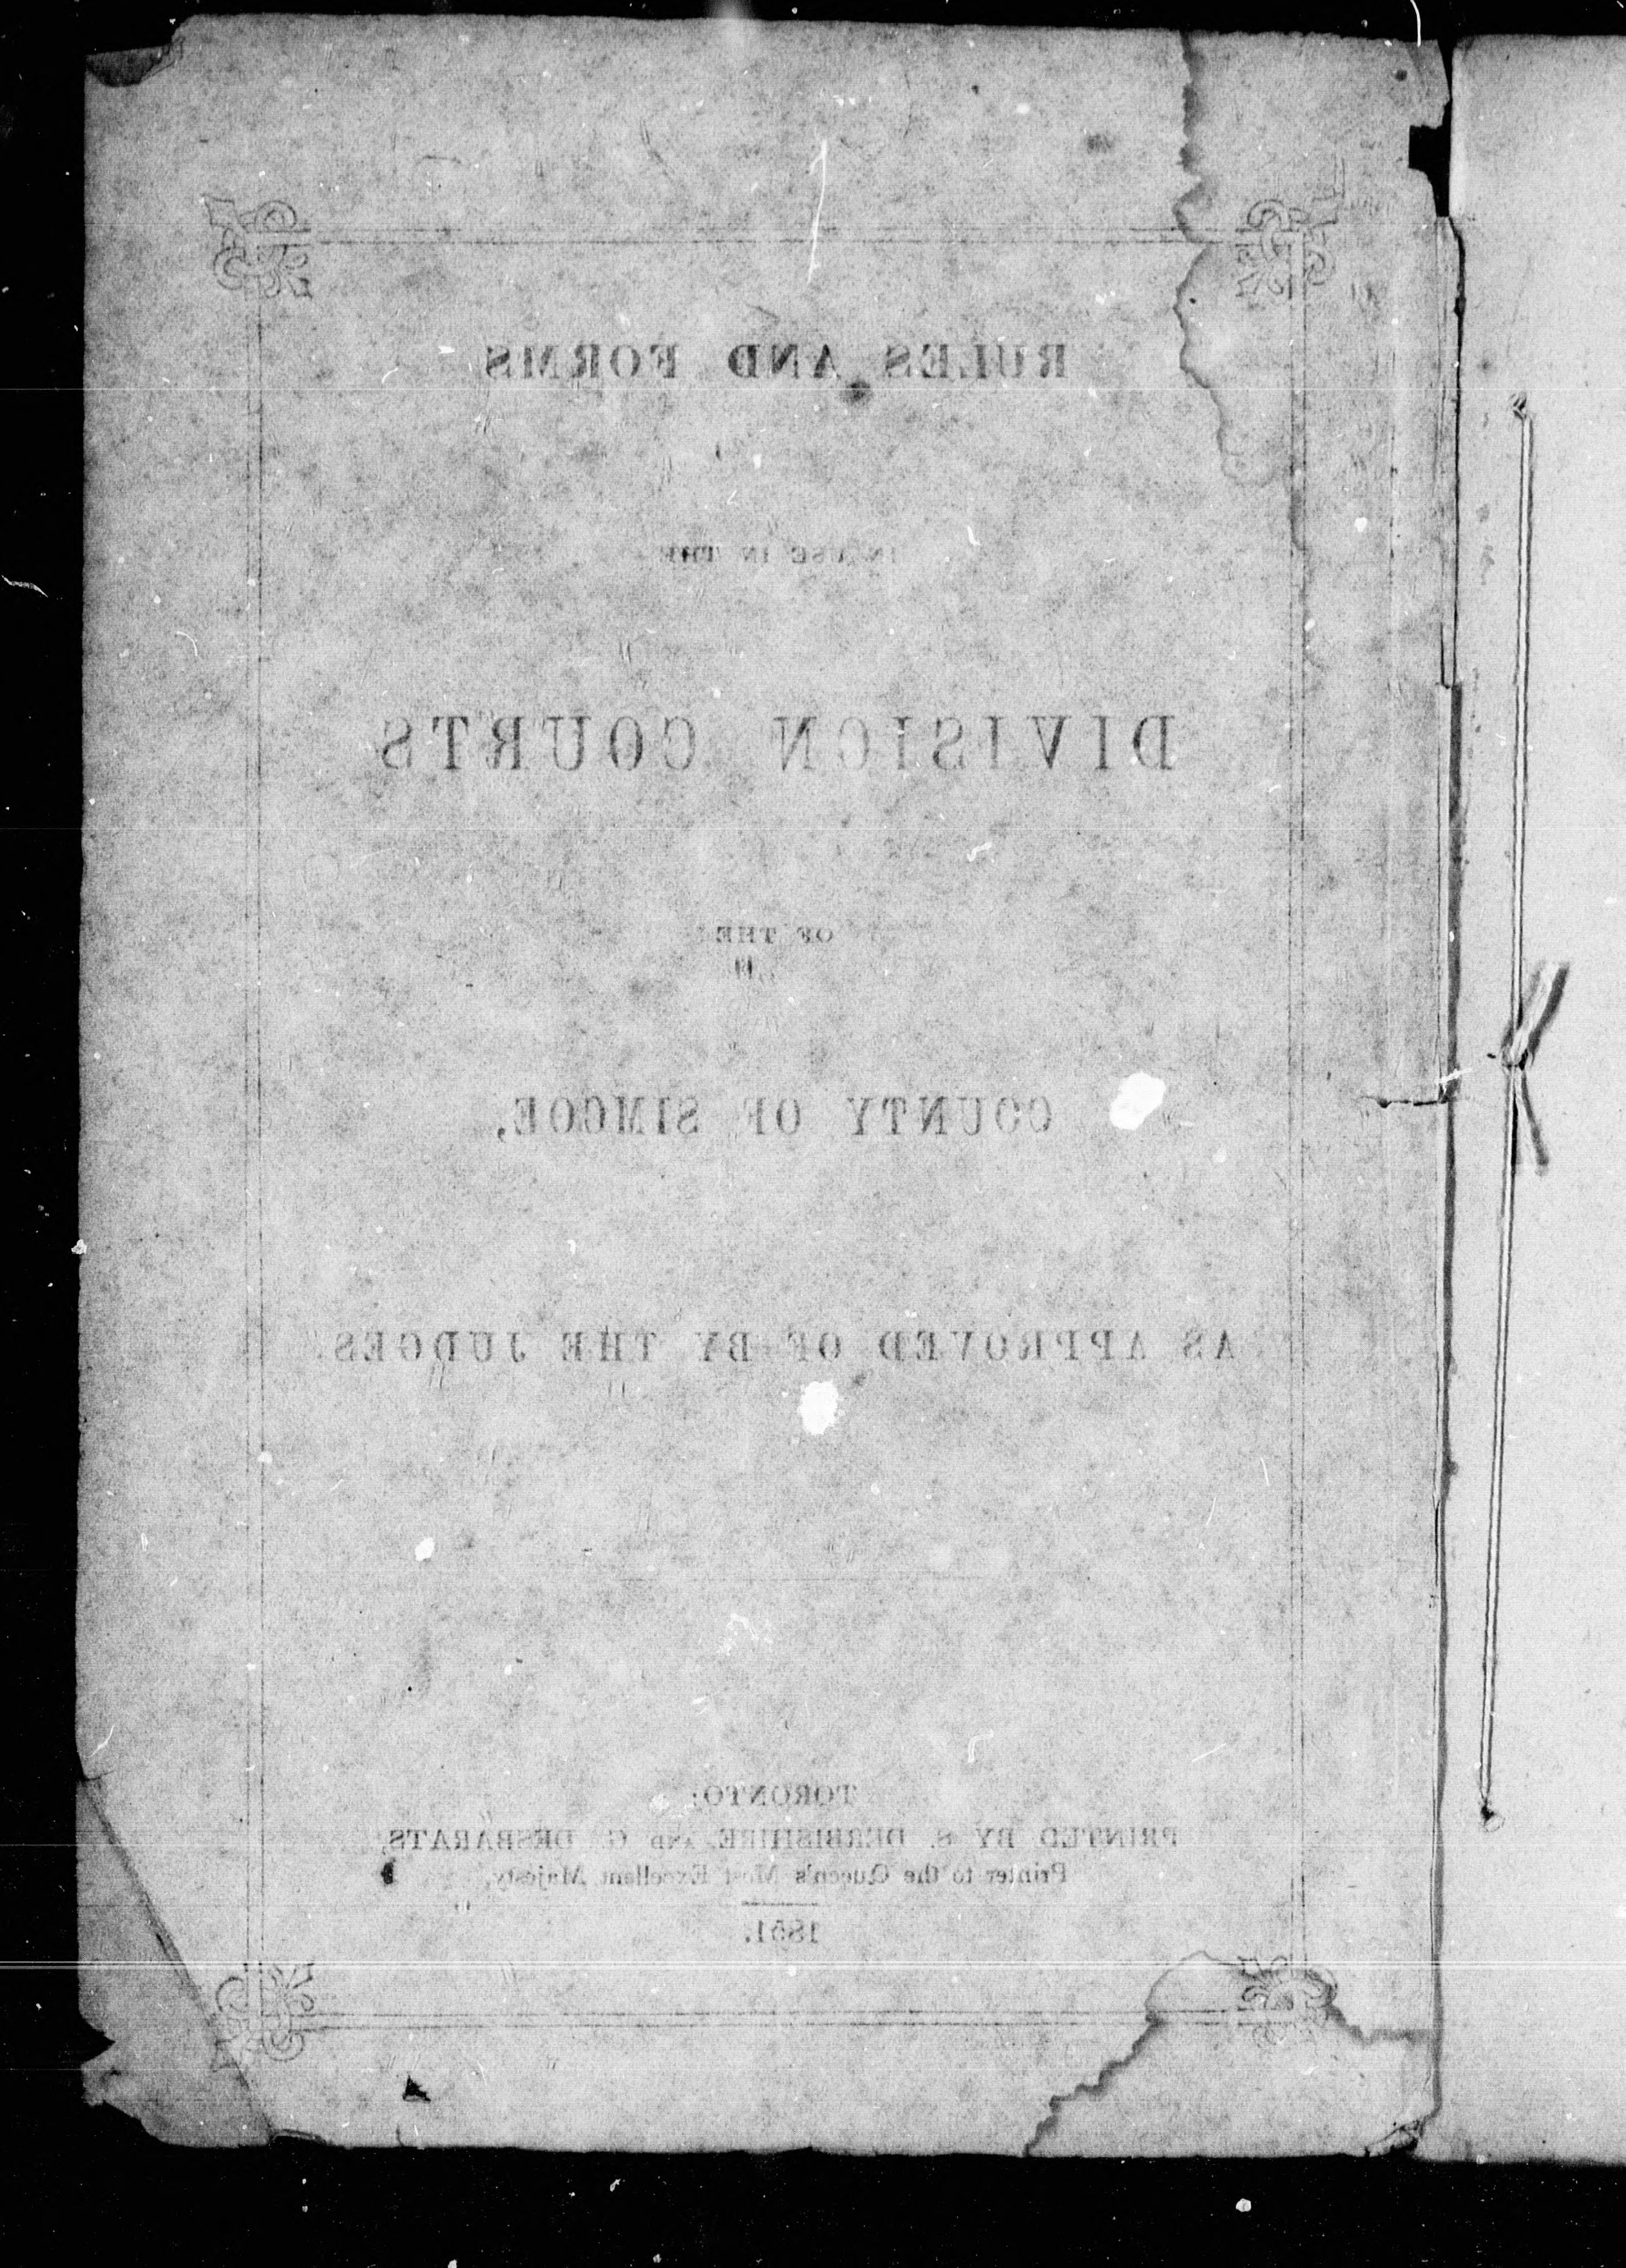 RULES AND FORMS
IN USE IN THE
DIVISION COURTS
OF THE
COUNTY OF SIMCOE,
AS APPROVED OF BY THE JUDGES.
TORONTO:
PRINTED BY S. DERBISHIRE, AND G. DESBARATS,
Printer to the Queen's Most Excellent Majesty.
1851.